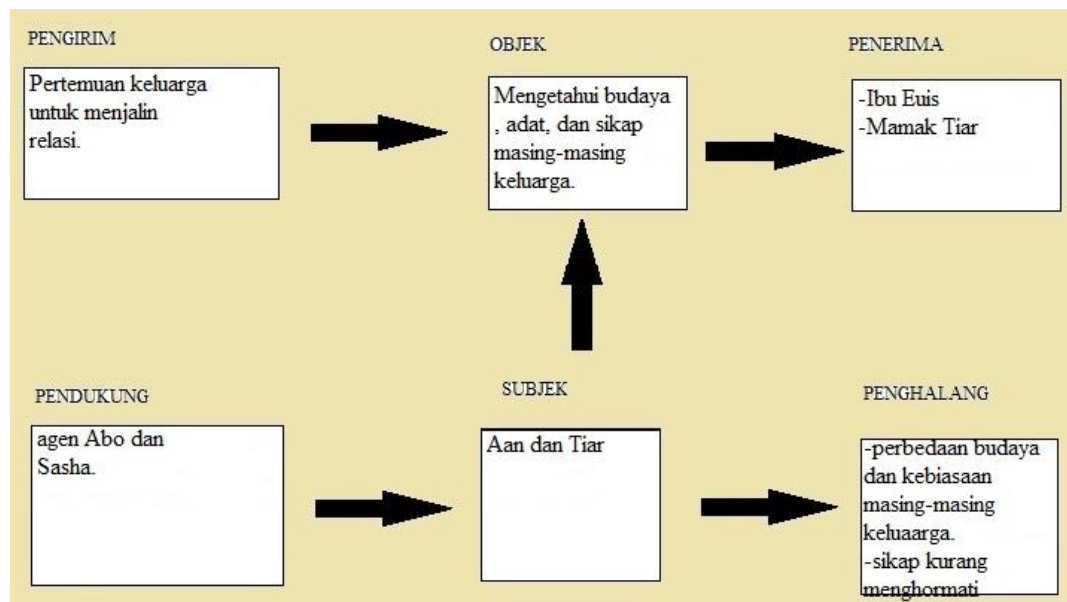 PENGIRIM
Pertemuan keluarga
untuk menjalin
relasi.
OBJEK
Mengetahui budaya
, adat, dan sikap
masing-masing
keluarga.
PENERIMA
-Ibu Euis
-Mamak Tiar
PENDUKUNG
agen Abo dan
Sasha.
SUBJEK
Aan dan Tiar
PENGHALANG
-perbedaan budaya
dan kebiasaan
masing-masing
keluaarga.
-sikap kurang
menghormati